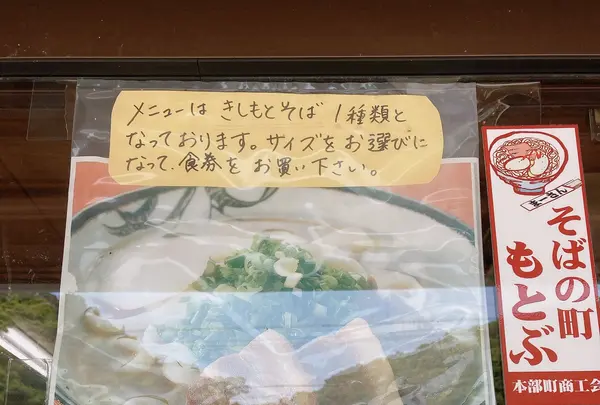 メニューは きしもとそば 1種類と
なっております。サイズをお選びに
なって、食券を お買い下さい。
そばの町
もとぶ
本部町商工会